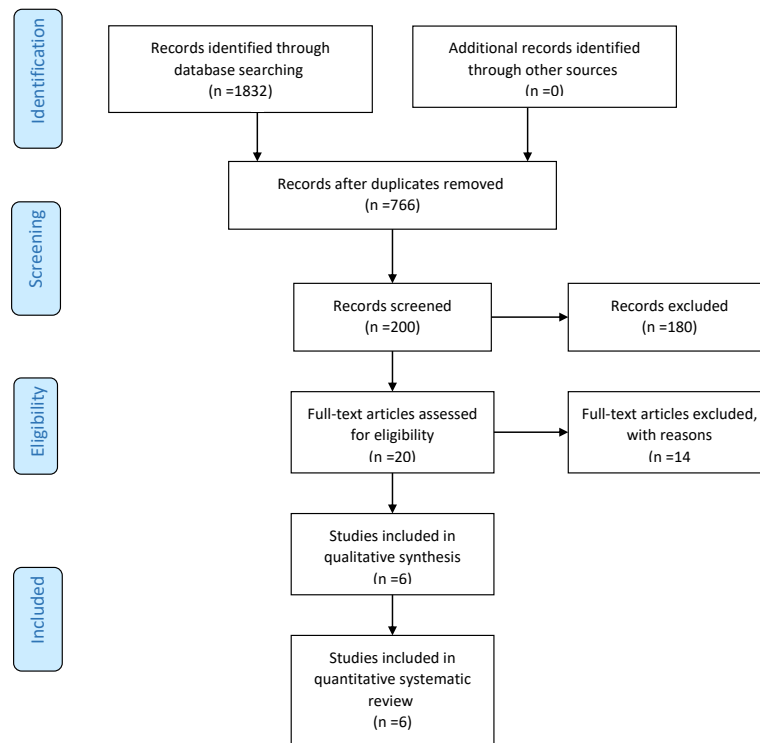 Identification
Records identified through
database searching
(n =1832)
Additional records identified
through other sources
(n =0)
Records after duplicates removed
(n =766)
Screening
Records screened
(n =200)
Records excluded
(n =180)
Eligibility
Full-text articles assessed
for eligibility
(n =20)
Full-text articles excluded,
with reasons
(n =14
Studies included in
qualitative synthesis
(n =6)
Included
Studies included in
quantitative systematic
review
(n =6)